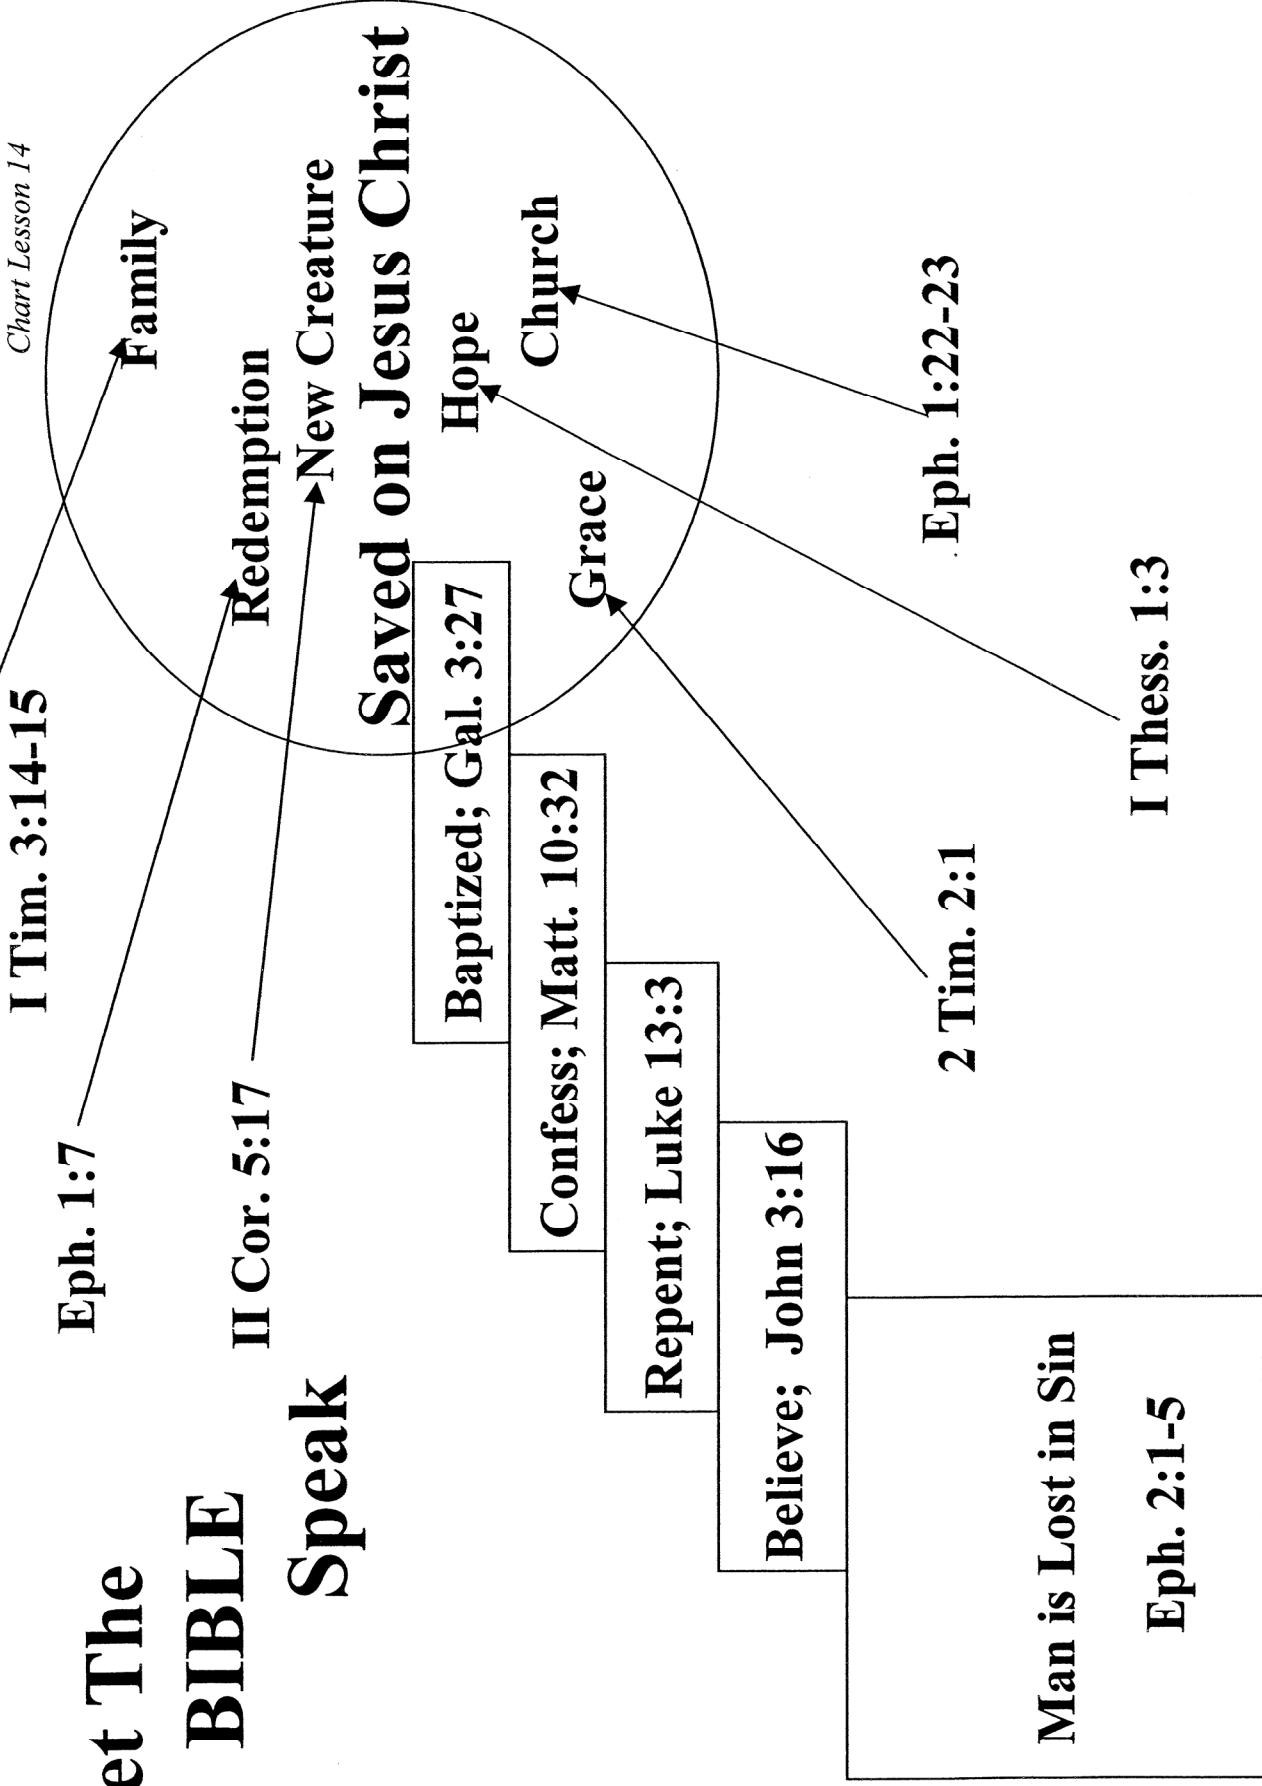 Chart Lesson 14
et The
BIBLE
Speak
I Tim. 3:14-15
Eph. 1:7
II Cor. 5:17
Family
Redemption
New Creature
Saved on Jesus Christ
Hope
Church
Grace
Baptized; Gal. 3:27
Confess; Matt. 10:32
Repent; Luke 13:3
Believe; John 3:16
Eph. 1:22-23
2 Tim. 2:1
I Thess. 1:3
Man is Lost in Sin
Eph. 2:1-5